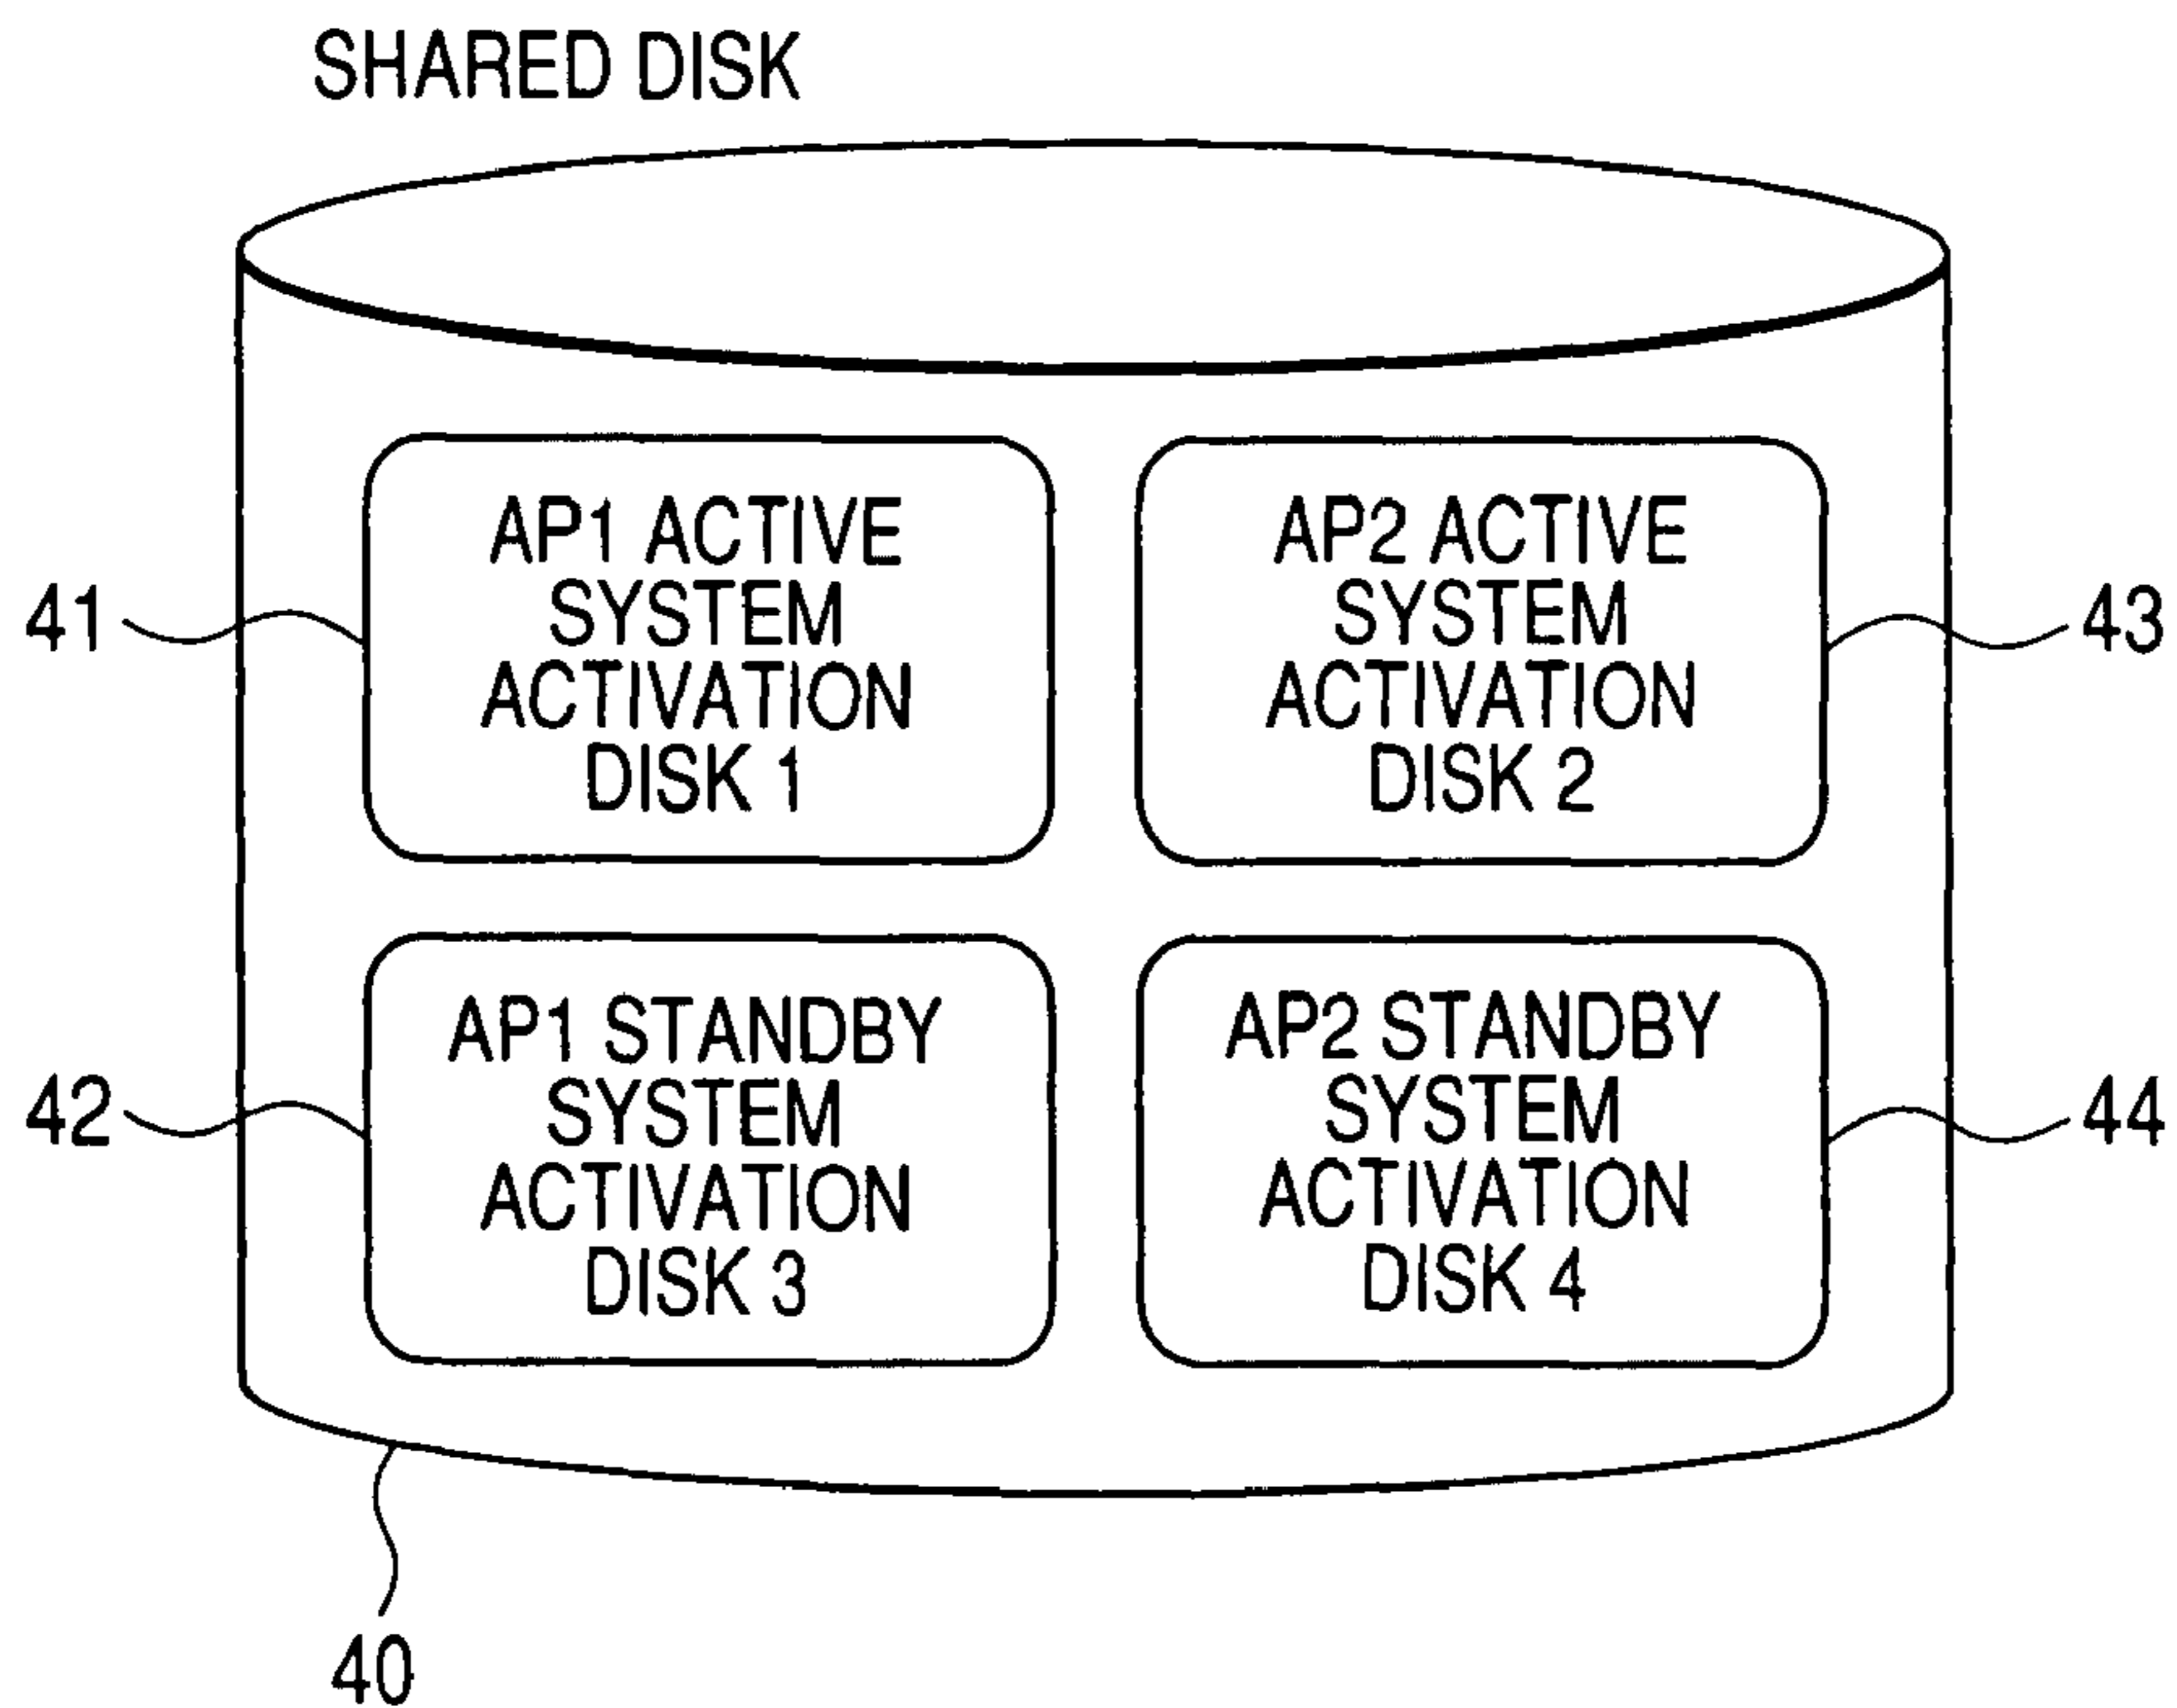 SHARED DISK
AP1 ACTIVE
SYSTEM
ACTIVATION
DISK 1
AP2 ACTIVE
SYSTEM
ACTIVATION
DISK 2
41
43
AP1 STANDBY
SYSTEM
ACTIVATION
DISK 3
AP2 STANDBY
SYSTEM
ACTIVATION
DISK 4
42
44
40